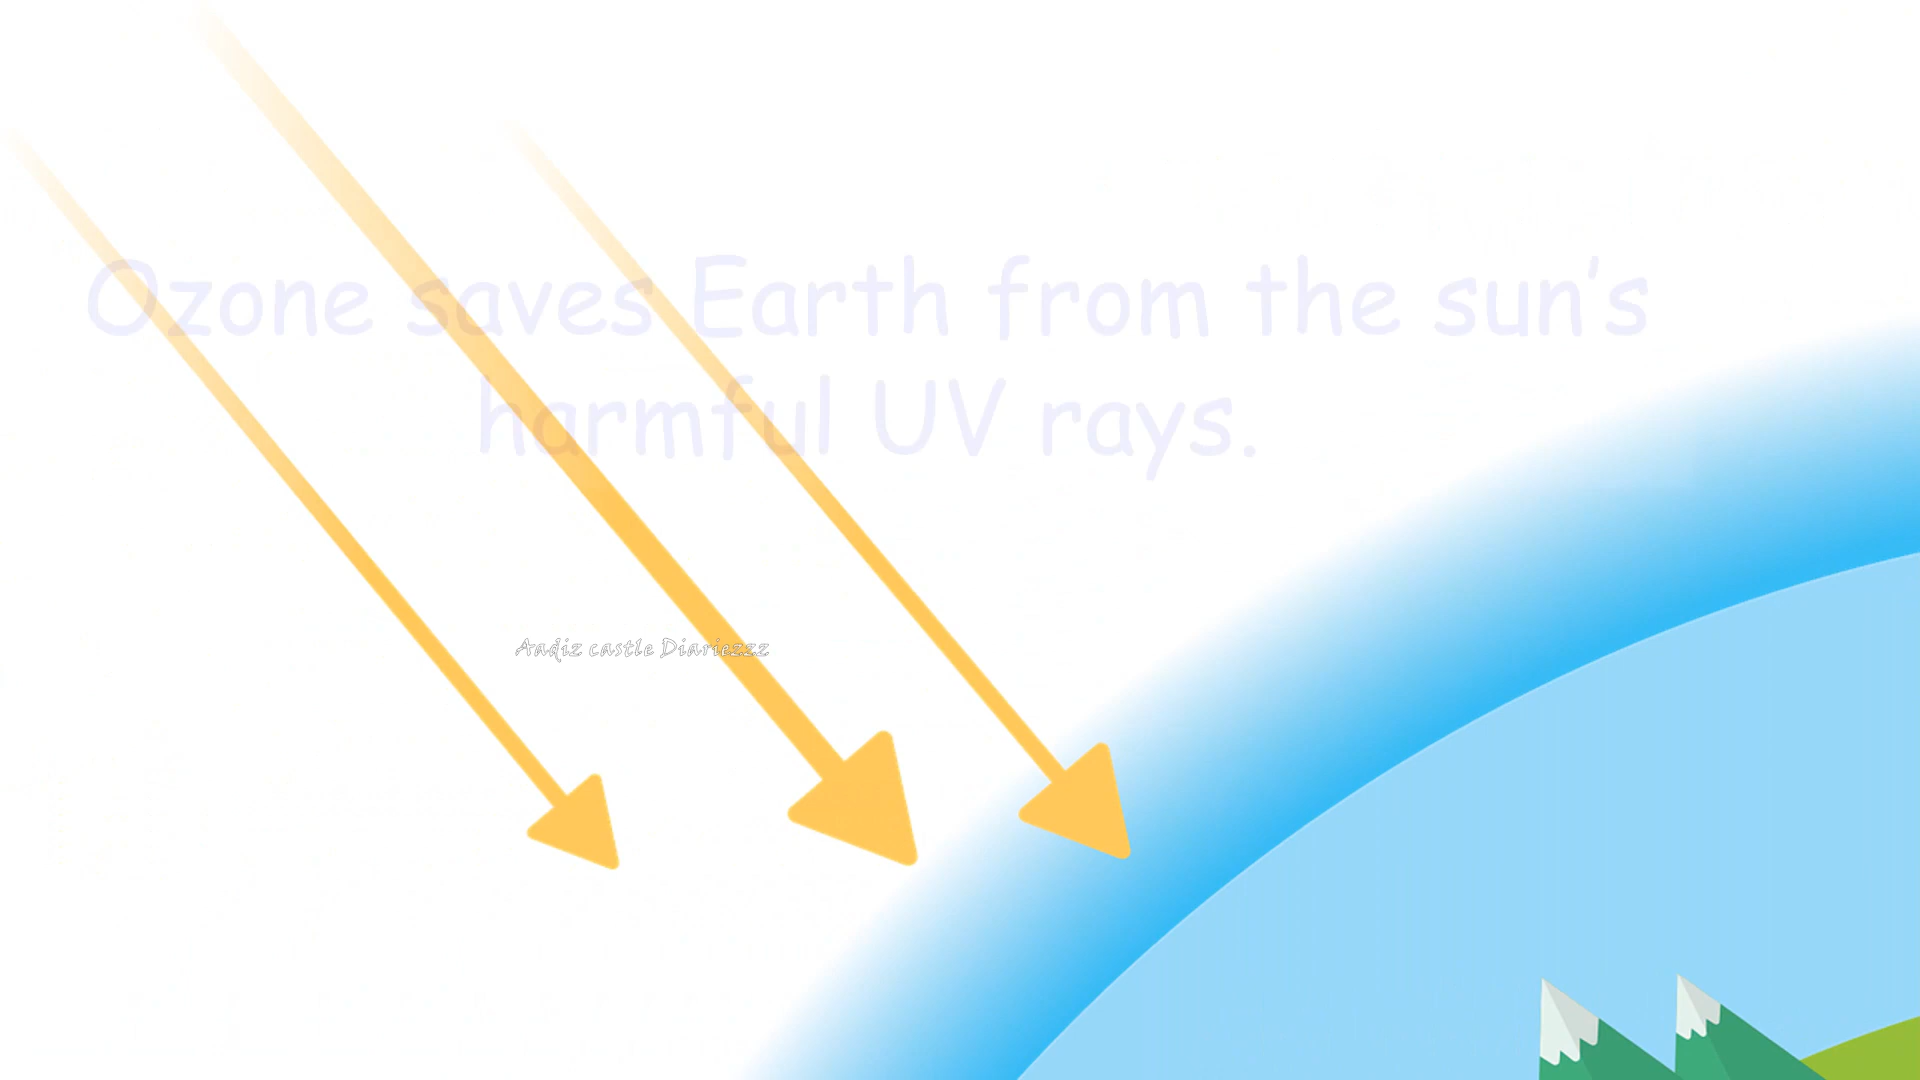 Ozone saves Earth from the sun’s
harmful UV rays.
Aadiz castle Diariezzz